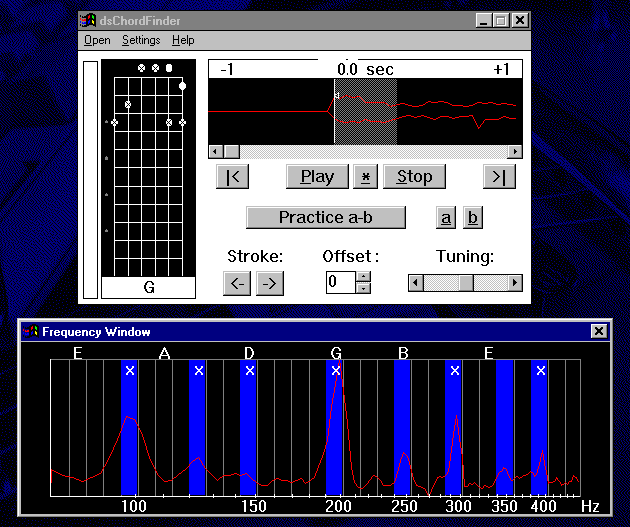 dsChordFinder
Open Settings Help
-1 0.0 sec +1
|< Play * Stop >|
Practice a-b a b
Stroke: Offset: Tuning:
<- -> 0
G
Frequency Window
E A D G B E
x x x x x x
100 150 200 250 300 350 400 Hz